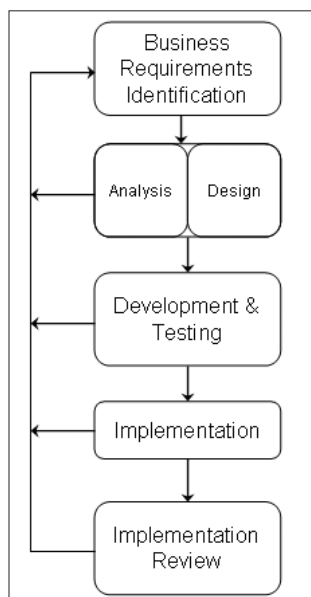 Business
Requirements
Identification
Analysis
Design
Development &
Testing
Implementation
Implementation
Review